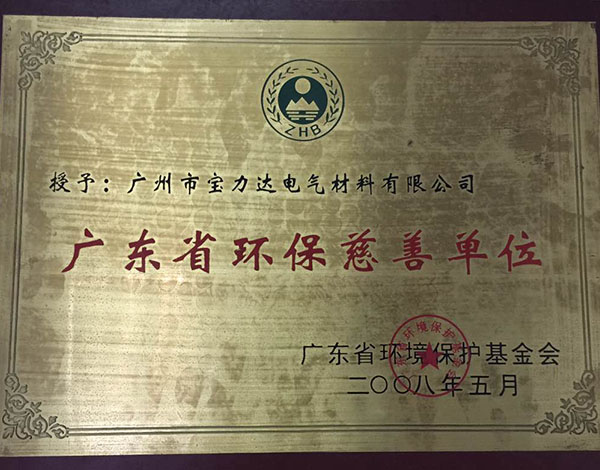 ZHB
授予：广州市宝力达电气材料有限公司
广东省环保慈善单位
广东省环境保护基金会
二〇〇八年五月